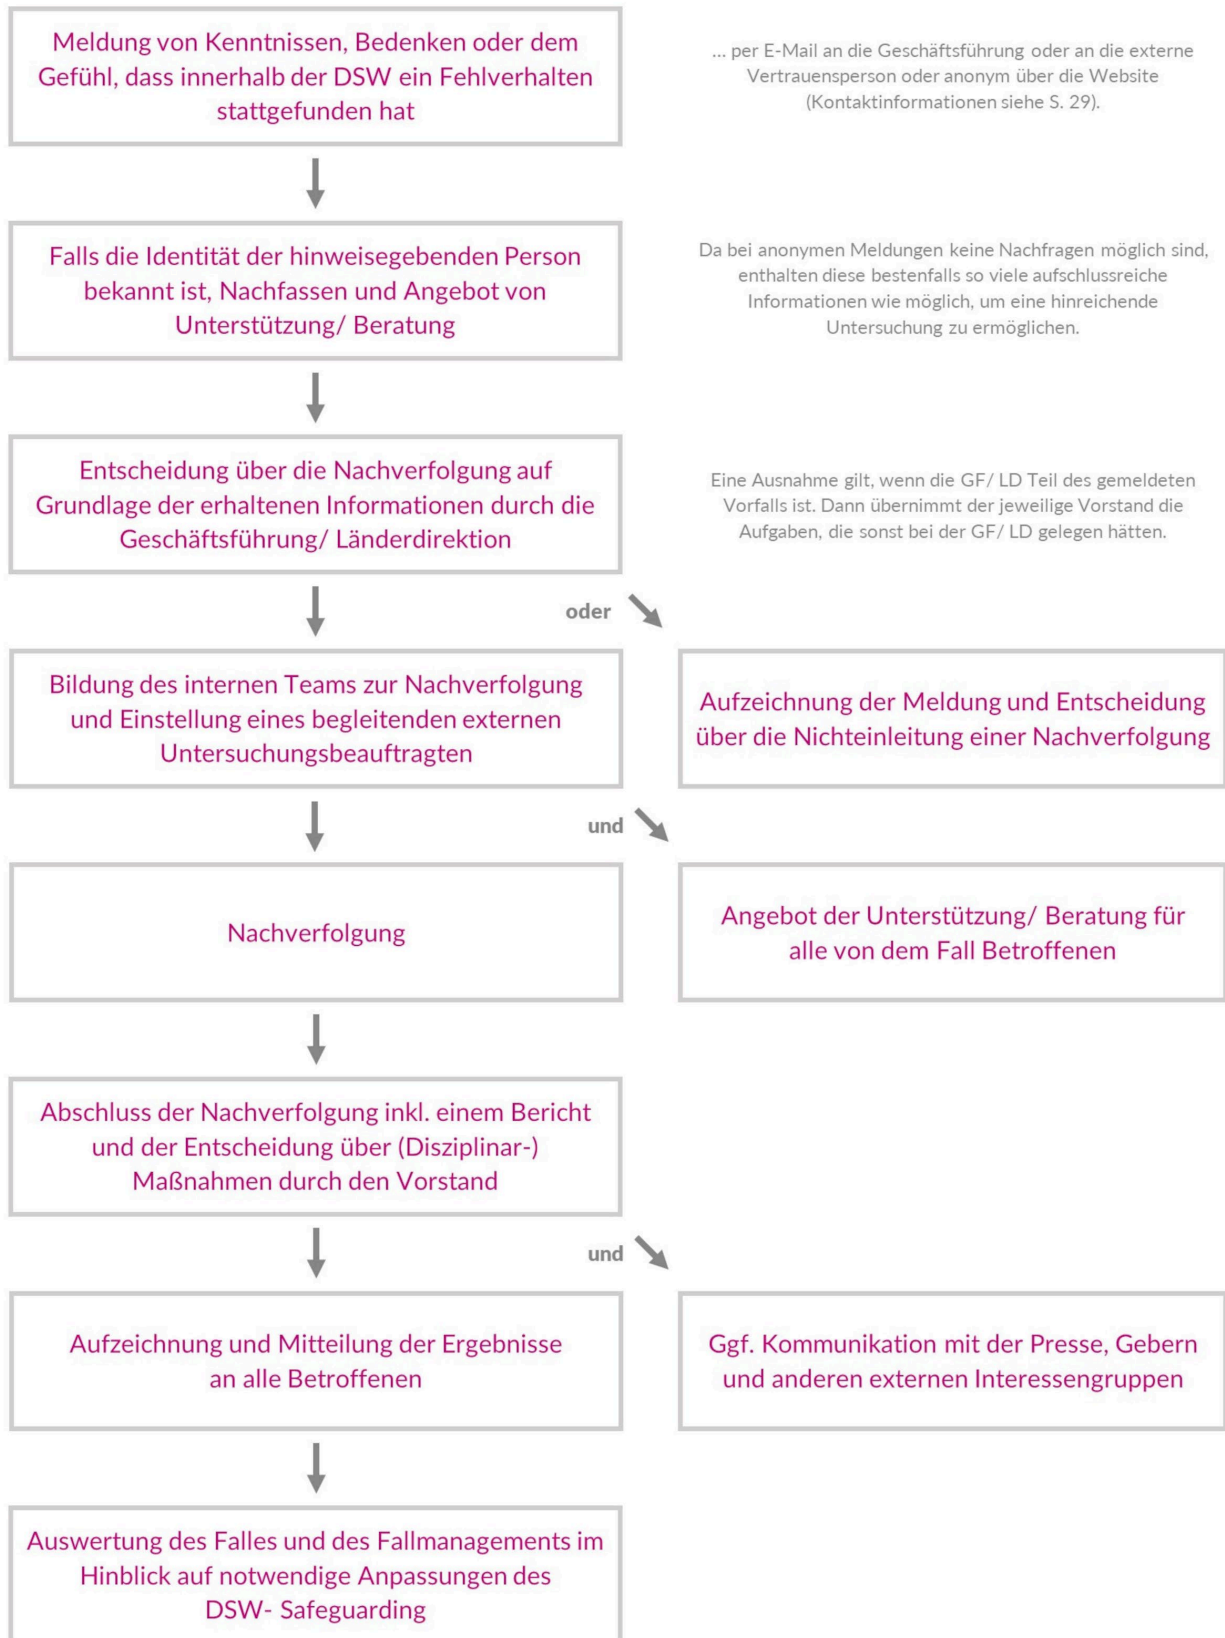 Meldung von Kenntnissen, Bedenken oder dem
Gefühl, dass innerhalb der DSW ein Fehlverhalten
stattgefunden hat
... per E-Mail an die Geschäftsführung oder an die externe
Vertrauensperson oder anonym über die Website
(Kontaktinformationen siehe S. 29).
Falls die Identität der hinweisegebenden Person
bekannt ist, Nachfassen und Angebot von
Unterstützung/ Beratung
Da bei anonymen Meldungen keine Nachfragen möglich sind,
enthalten diese bestenfalls so viele aufschlussreiche
Informationen wie möglich, um eine hinreichende
Untersuchung zu ermöglichen.
Entscheidung über die Nachverfolgung auf
Grundlage der erhaltenen Informationen durch die
Geschäftsführung/ Länderdirektion
Eine Ausnahme gilt, wenn die GF/ LD Teil des gemeldeten
Vorfalls ist. Dann übernimmt der jeweilige Vorstand die
Aufgaben, die sonst bei der GF/ LD gelegen hätten.
oder
Bildung des internen Teams zur Nachverfolgung
und Einstellung eines begleitenden externen
Untersuchungsbeauftragten
Aufzeichnung der Meldung und Entscheidung
über die Nichteinleitung einer Nachverfolgung
und
Nachverfolgung
Angebot der Unterstützung/ Beratung für
alle von dem Fall Betroffenen
Abschluss der Nachverfolgung inkl. einem Bericht
und der Entscheidung über (Disziplinar-)
Maßnahmen durch den Vorstand
und
Aufzeichnung und Mitteilung der Ergebnisse
an alle Betroffenen
Ggf. Kommunikation mit der Presse, Gebern
und anderen externen Interessengruppen
Auswertung des Falles und des Fallmanagements im
Hinblick auf notwendige Anpassungen des
DSW- Safeguarding